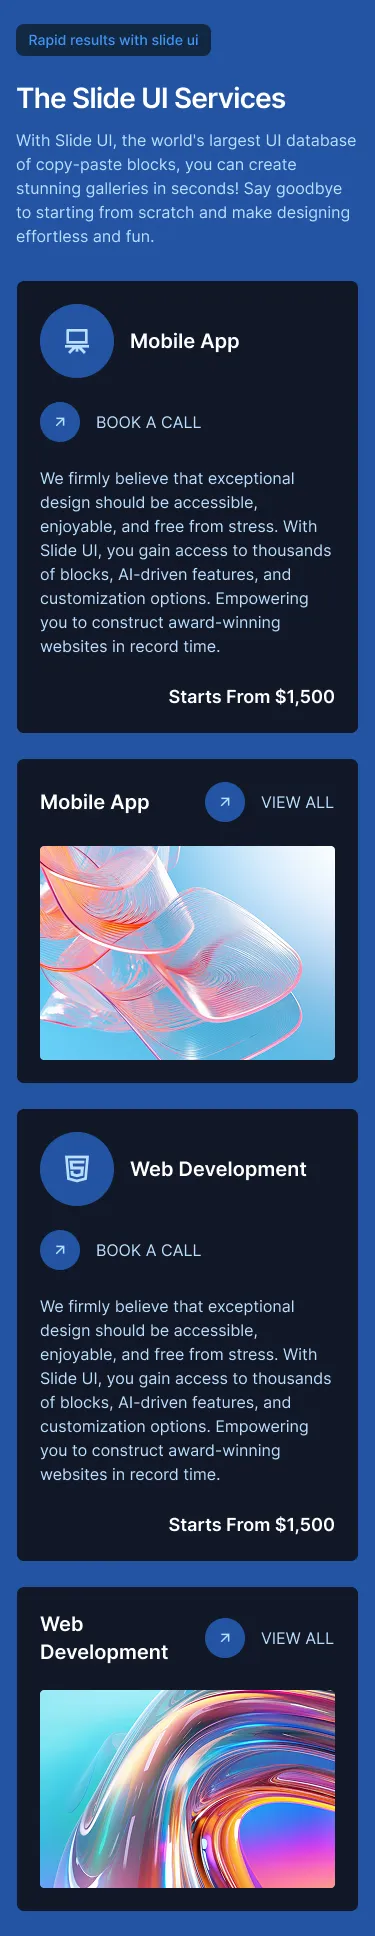 Rapid results with slide ui
The Slide UI Services
With Slide UI, the world's largest UI database
of copy-paste blocks, you can create
stunning galleries in seconds! Say goodbye
to starting from scratch and make designing
effortless and fun.
Mobile App
BOOK A CALL
We firmly believe that exceptional
design should be accessible,
enjoyable, and free from stress. With
Slide UI, you gain access to thousands
of blocks, AI-driven features, and
customization options. Empowering
you to construct award-winning
websites in record time.
Starts From $1,500
Mobile App
VIEW ALL
Web Development
BOOK A CALL
We firmly believe that exceptional
design should be accessible,
enjoyable, and free from stress. With
Slide UI, you gain access to thousands
of blocks, AI-driven features, and
customization options. Empowering
you to construct award-winning
websites in record time.
Starts From $1,500
Web
Development
VIEW ALL